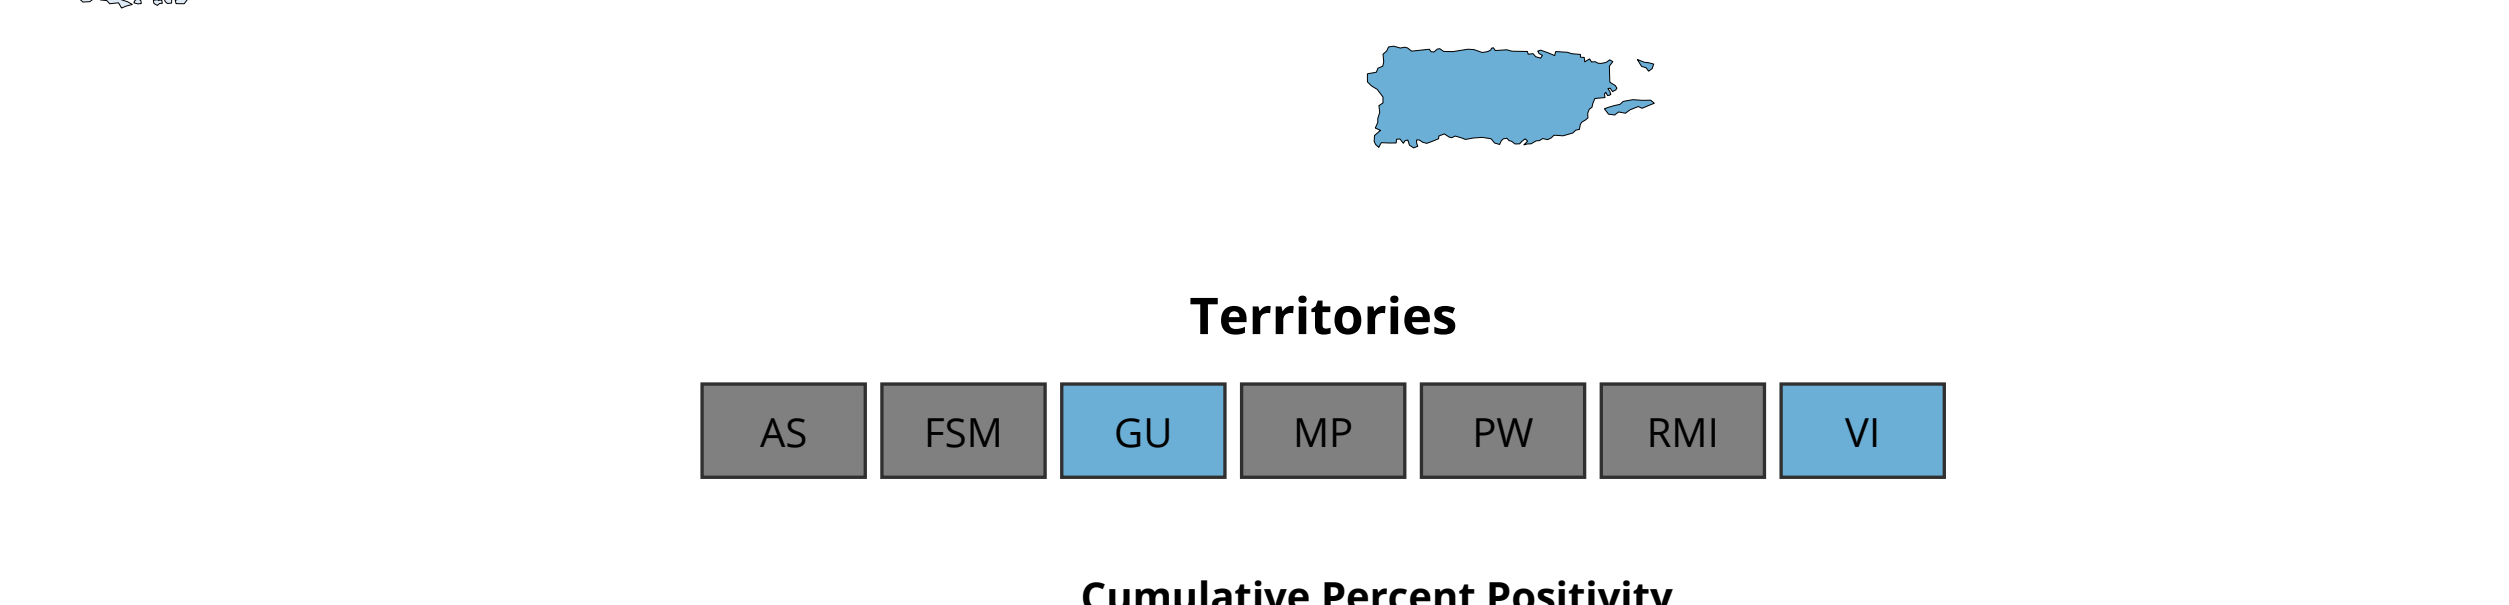 Territories
AS FSM GU MP PW RMI VI
Cumulative Percent Positivity